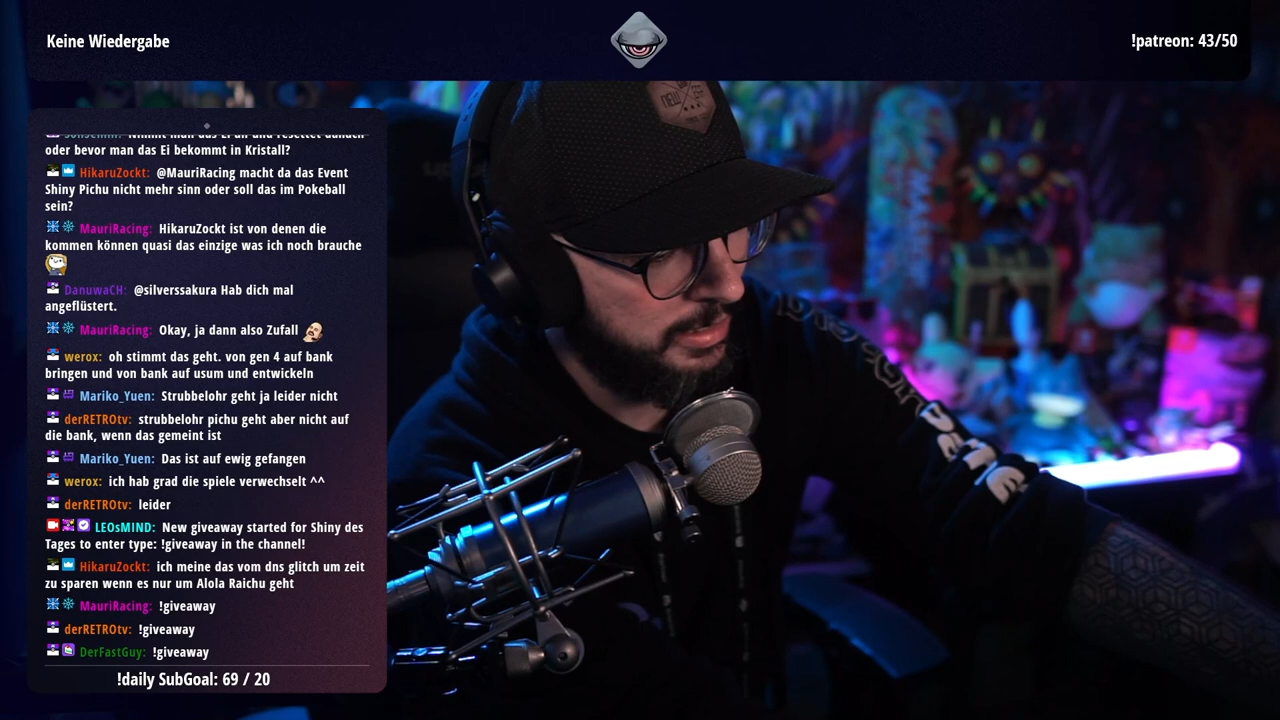 Keine Wiedergabe
!patreon: 43/50
oder bevor man das Ei bekommt in Kristall?
HikaruZockt: @MauriRacing macht da das Event
Shiny Pichu nicht mehr sinn oder soll das im Pokeball
sein?
MauriRacing: HikaruZockt ist von denen die
kommen können quasi das einzige was ich noch brauche
DanuwaCH: @silverssakura Hab dich mal
angeflüstert.
MauriRacing: Okay, ja dann also Zufall
werox: oh stimmt das geht. von gen 4 auf bank
bringen und von bank auf usum und entwickeln
Mariko_Yuen: Strubbelohr geht ja leider nicht
derRETROtv: strubbelohr pichu geht aber nicht auf
die bank, wenn das gemeint ist
Mariko_Yuen: Das ist auf ewig gefangen
werox: ich hab grad die spiele verwechselt ^^
derRETROtv: leider
LEOsMIND: New giveaway started for Shiny des
Tages to enter type: !giveaway in the channel!
HikaruZockt: ich meine das vom dns glitch um zeit
zu sparen wenn es nur um Alola Raichu geht
MauriRacing: !giveaway
derRETROtv: !giveaway
DerFastGuy: !giveaway
!daily SubGoal: 69 / 20
NEW